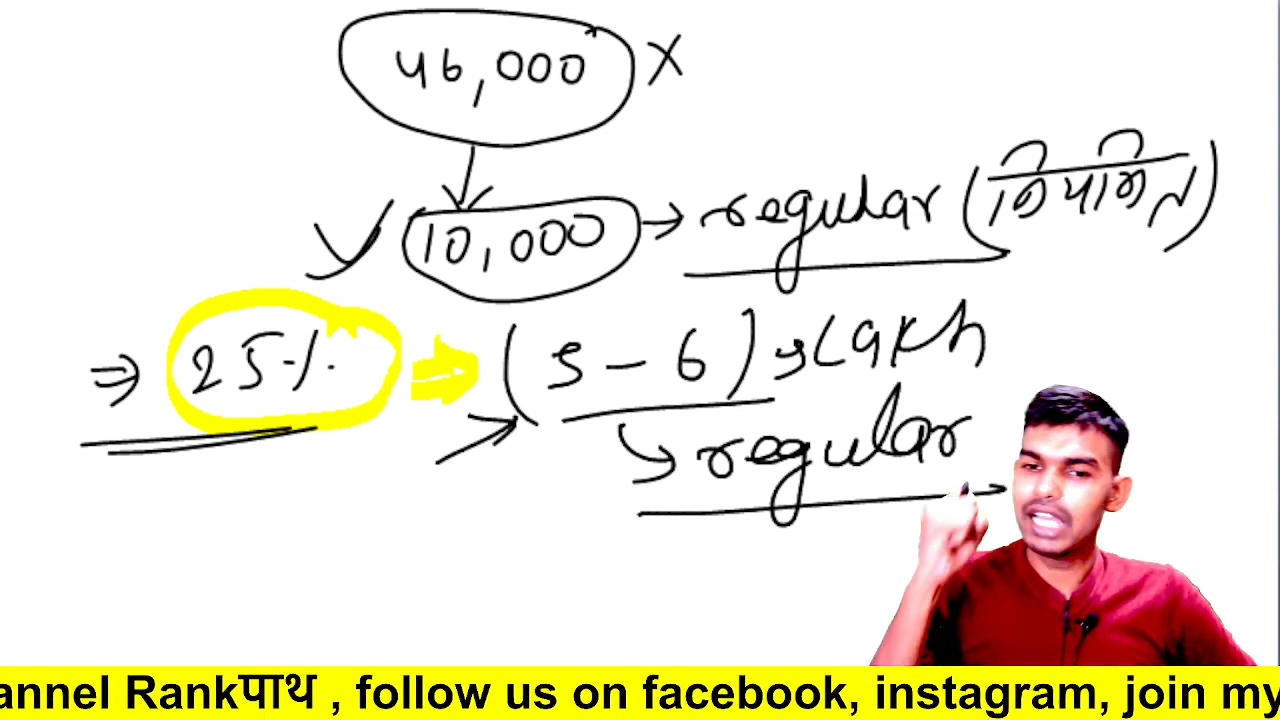 46,000 ×
✓ 10,000 → regular (नियमित)
⇒ 25% ⇒ (5 - 6) → Lakh
↳ regular →
annel Rankपाथ , follow us on facebook, instagram, join my